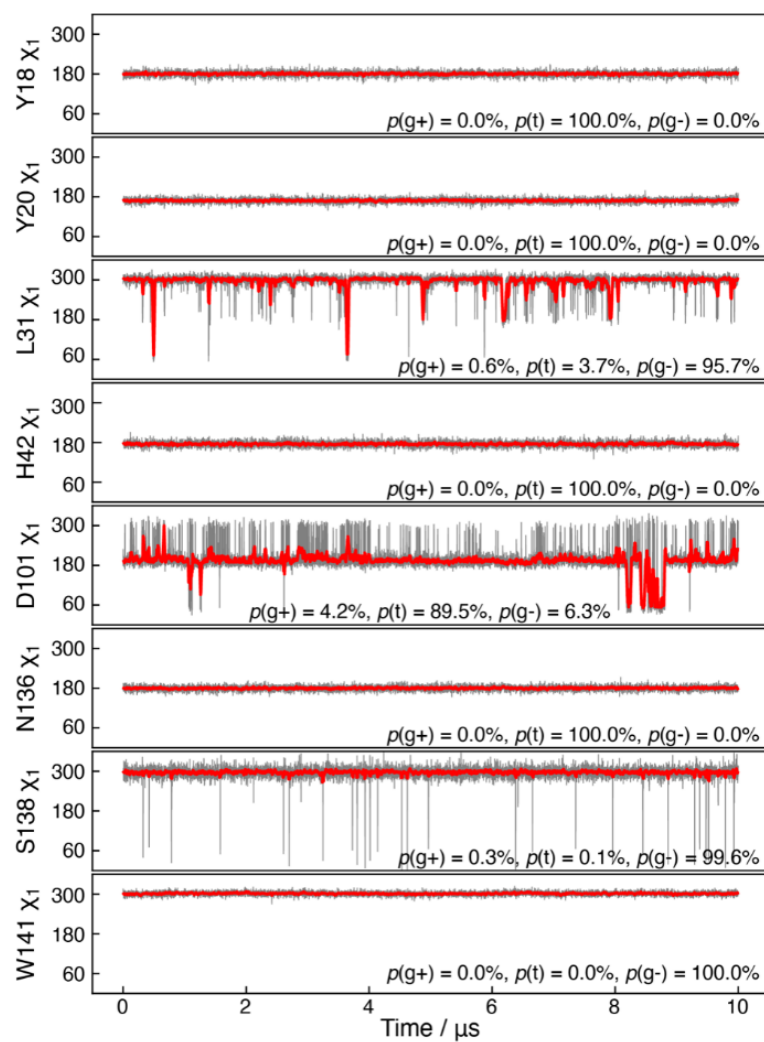 Y18 χ1
300
180
60
p(g+) = 0.0%, p(t) = 100.0%, p(g-) = 0.0%
Y20 χ1
300
180
60
p(g+) = 0.0%, p(t) = 100.0%, p(g-) = 0.0%
L31 χ1
300
180
60
p(g+) = 0.6%, p(t) = 3.7%, p(g-) = 95.7%
H42 χ1
300
180
60
p(g+) = 0.0%, p(t) = 100.0%, p(g-) = 0.0%
D101 χ1
300
180
60
p(g+) = 4.2%, p(t) = 89.5%, p(g-) = 6.3%
N136 χ1
300
180
60
p(g+) = 0.0%, p(t) = 100.0%, p(g-) = 0.0%
S138 χ1
300
180
60
p(g+) = 0.3%, p(t) = 0.1%, p(g-) = 99.6%
W141 χ1
300
180
60
p(g+) = 0.0%, p(t) = 0.0%, p(g-) = 100.0%
0 2 4 6 8 10
Time / μs